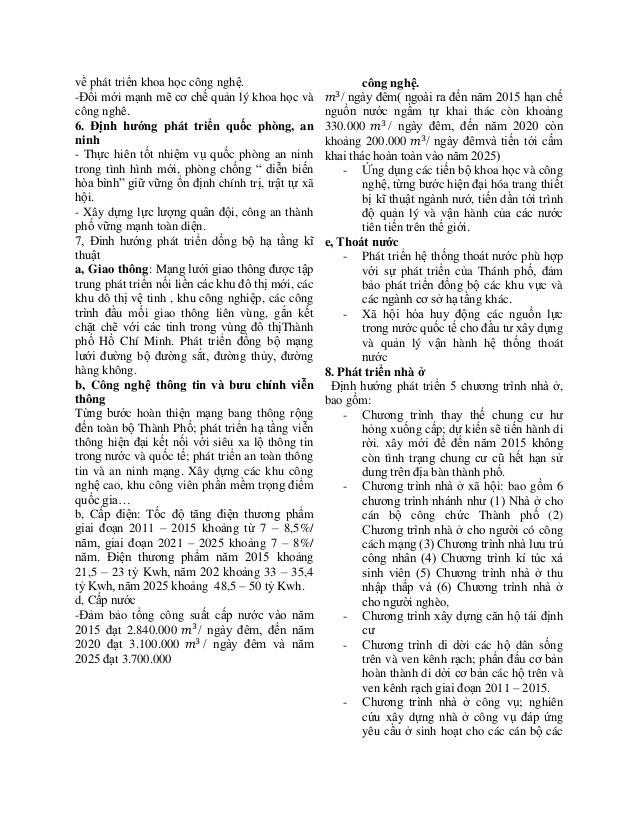 về phát triển khoa học công nghệ.
-Đổi mới mạnh mẽ cơ chế quản lý khoa học và
công nghê.
6. Định hướng phát triển quốc phòng, an
ninh
- Thực hiên tốt nhiệm vụ quốc phòng an ninh
trong tình hình mới, phòng chống “ diễn biến
hòa bình” giữ vững ổn định chính trị, trật tự xã
hội.
- Xây dựng lực lượng quân đội, công an thành
phố vững mạnh toàn diện.
7, Đinh hướng phát triển dồng bộ hạ tầng kĩ
thuật
a, Giao thông: Mạng lưới giao thông được tập
trung phát triển nối liền các khu đô thị mới, các
khu dô thị vệ tinh , khu công nghiệp, các công
trình đầu mối giao thông liên vùng, gắn kết
chặt chẽ với các tinh trong vùng đô thịThành
phố Hồ Chí Minh. Phát triển đồng bộ mạng
lưới đường bộ đường sắt, đường thủy, đường
hàng không.
b, Công nghệ thông tin và bưu chính viễn
thông
Từng bước hoàn thiện mạng bang thông rộng
đến toàn bộ Thành Phố; phát triển hạ tầng viễn
thông hiện đại kết nối với siêu xa lộ thông tin
trong nước và quốc tế; phát triển an toàn thông
tin và an ninh mạng. Xây dựng các khu công
nghệ cao, khu công viên phần mềm trọng điểm
quốc gia…
b, Cấp điện: Tốc độ tăng điện thương phẩm
giai đoạn 2011 – 2015 khoảng từ 7 – 8,5%/
năm, giai đoạn 2021 – 2025 khoảng 7 – 8%/
năm. Điện thương phẩm năm 2015 khoảng
21,5 – 23 tỷ Kwh, năm 202 khoảng 33 – 35,4
tỷ Kwh, năm 2025 khoảng 48,5 – 50 tỷ Kwh.
d, Cấp nước
-Đảm bảo tổng công suất cấp nước vào năm
2015 đạt 2.840.000 m³/ ngày đêm, đến năm
2020 đạt 3.100.000 m³/ ngày đêm và năm
2025 đạt 3.700.000
công nghệ.
m³/ ngày đêm( ngoài ra đến năm 2015 hạn chế
nguồn nước ngầm tự khai thác còn khoảng
330.000 m³/ ngày đêm, đến năm 2020 còn
khoảng 200.000 m³/ ngày đêmvà tiến tới cấm
khai thác hoàn toàn vào năm 2025)
- Ứng dụng các tiến bộ khoa học và công
nghệ, từng bước hiện đại hóa trang thiết
bị kĩ thuật ngành nướ, tiến dần tới trình
độ quản lý và vận hành của các nước
tiên tiến trên thế giới.
e, Thoát nước
- Phát triển hệ thống thoát nước phù hợp
với sự phát triển của Thánh phố, đảm
bảo phát triển đồng bộ các khu vực và
các ngành cơ sở hạ tầng khác.
- Xã hội hóa huy động các nguồn lực
trong nước quốc tế cho đầu tư xây dựng
và quản lý vận hành hệ thống thoát
nước
8. Phát triển nhà ở
Định hướng phát triển 5 chương trình nhà ở,
bao gồm:
- Chương trình thay thế chung cư hư
hỏng xuống cấp; dự kiến sẽ tiến hành di
rời. xây mới để đến năm 2015 không
còn tình trạng chung cư cũ hết hạn sử
dung trên địa bàn thành phố.
- Chương trình nhà ở xã hội: bao gồm 6
chương trình nhánh như (1) Nhà ở cho
cán bộ công chức Thành phố (2)
Chương trình nhà ở cho người có công
cách mạng (3) Chương trình nhà lưu trú
công nhân (4) Chương trình kí túc xá
sinh viên (5) Chương trình nhà ở thu
nhập thấp và (6) Chương trình nhà ở
cho người nghèo,
- Chương trình xây dựng căn hộ tái định
cư
- Chương trình di dời các hộ dân sống
trên và ven kênh rạch; phấn đấu cơ bản
hoàn thành di dời cơ bản các hộ trên và
ven kênh rạch giai đoạn 2011 – 2015.
- Chương trình nhà ở công vụ; nghiên
cứu xây dựng nhà ở công vụ đáp ứng
yêu cầu ở sinh hoạt cho các cán bộ các